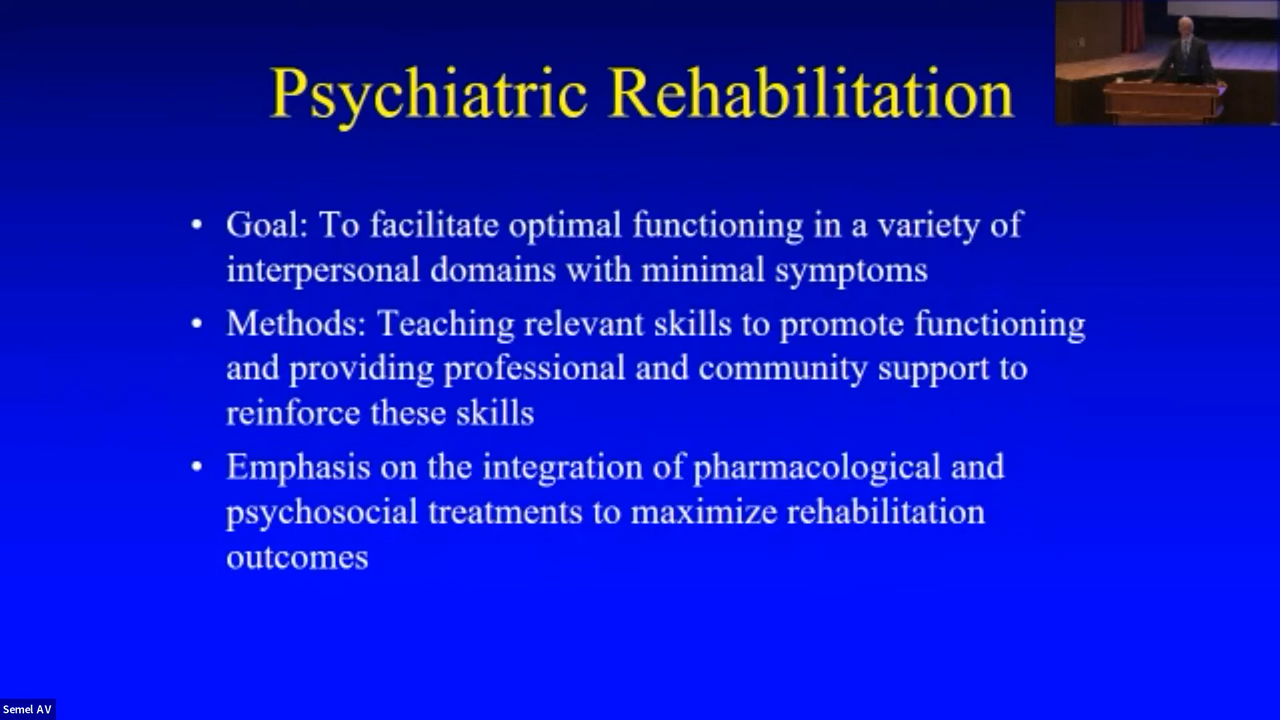 Psychiatric Rehabilitation
• Goal: To facilitate optimal functioning in a variety of
interpersonal domains with minimal symptoms
• Methods: Teaching relevant skills to promote functioning
and providing professional and community support to
reinforce these skills
• Emphasis on the integration of pharmacological and
psychosocial treatments to maximize rehabilitation
outcomes
Semel AV